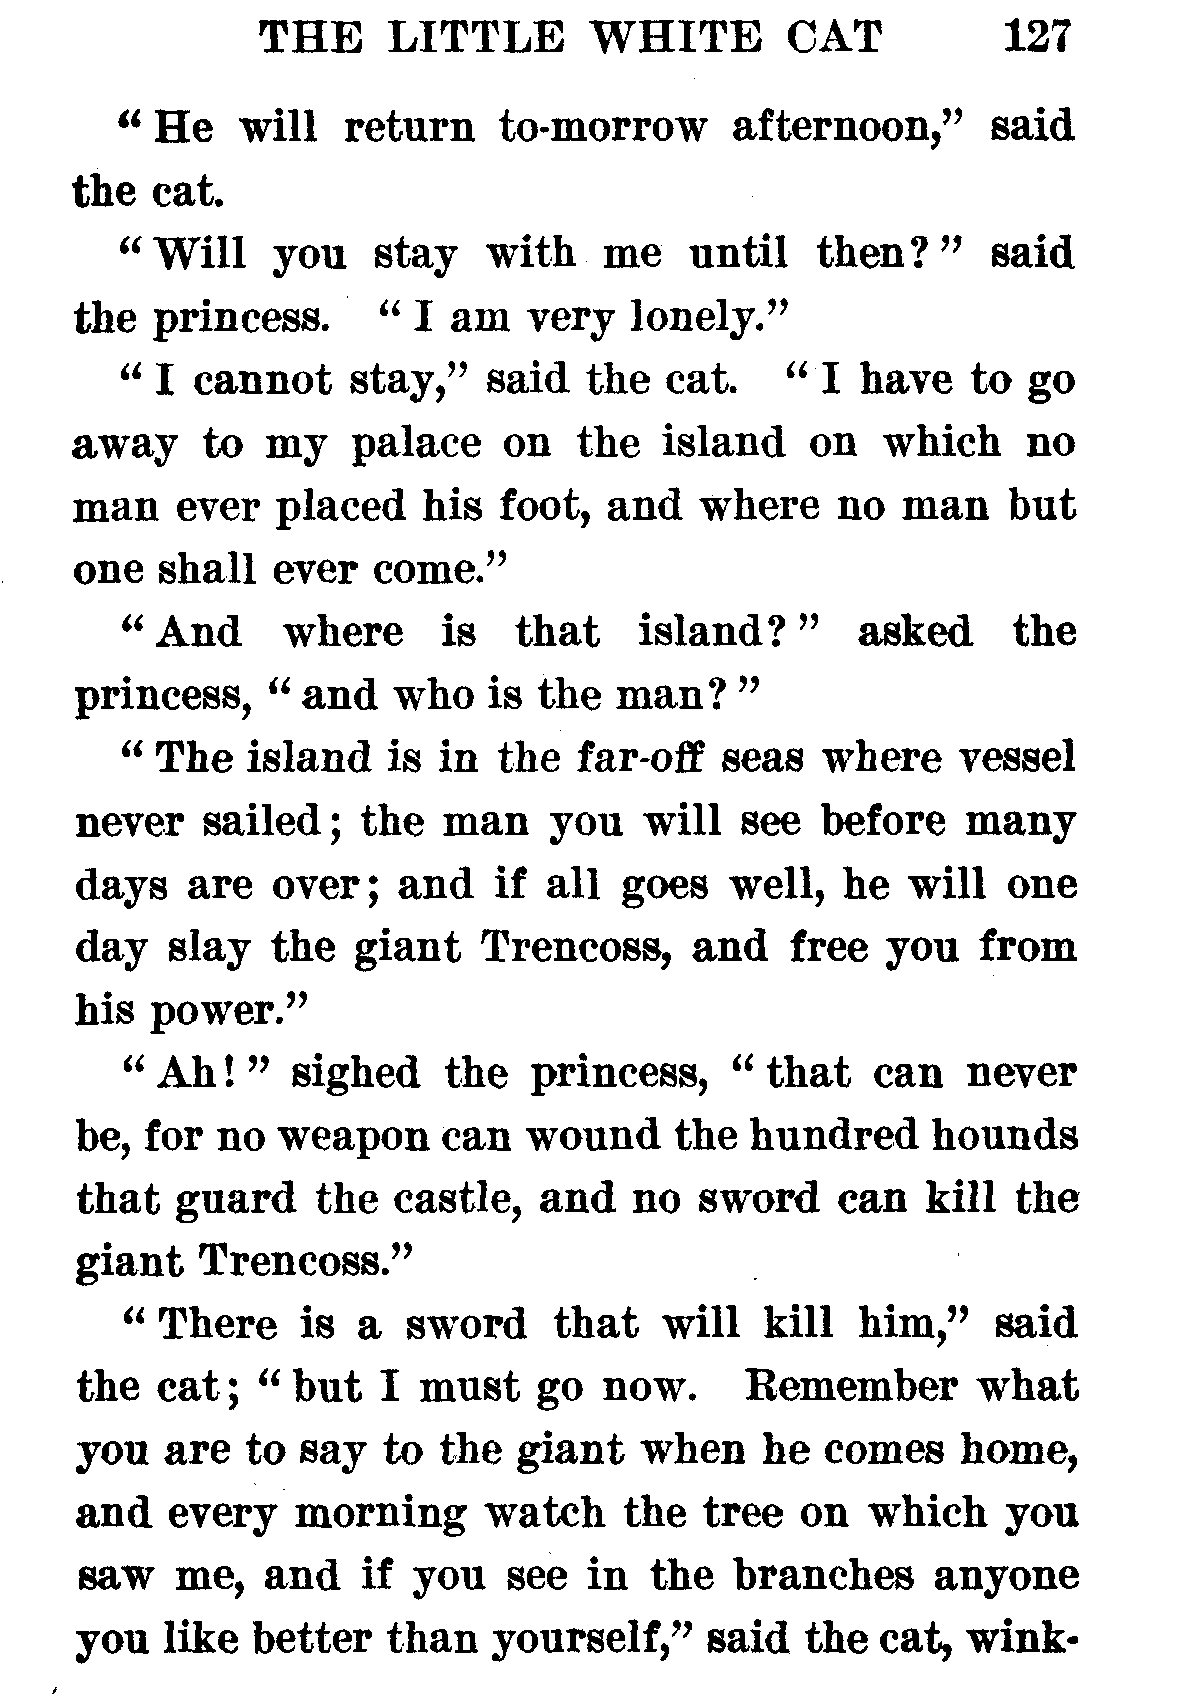 THE LITTLE WHITE CAT 127
“He will return to-morrow afternoon,” said
the cat.
“Will you stay with me until then?” said
the princess. “I am very lonely.”
“I cannot stay,” said the cat. “I have to go
away to my palace on the island on which no
man ever placed his foot, and where no man but
one shall ever come.”
“And where is that island?” asked the
princess, “and who is the man?”
“The island is in the far-off seas where vessel
never sailed; the man you will see before many
days are over; and if all goes well, he will one
day slay the giant Trencoss, and free you from
his power.”
“Ah!” sighed the princess, “that can never
be, for no weapon can wound the hundred hounds
that guard the castle, and no sword can kill the
giant Trencoss.”
“There is a sword that will kill him,” said
the cat; “but I must go now. Remember what
you are to say to the giant when he comes home,
and every morning watch the tree on which you
saw me, and if you see in the branches anyone
you like better than yourself,” said the cat, wink-